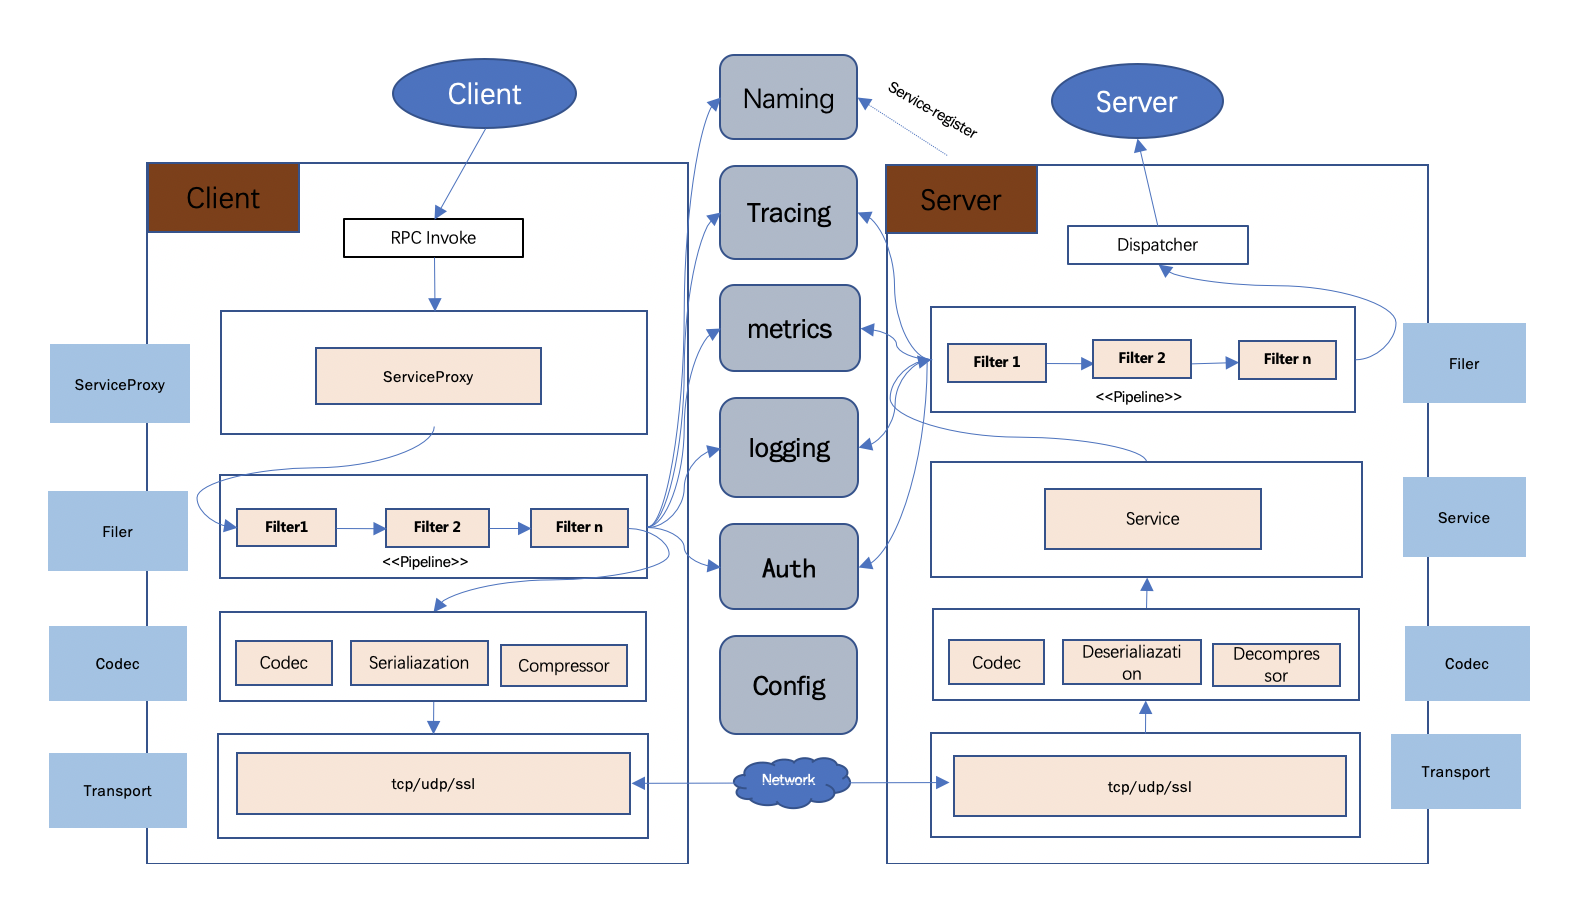 Client
Naming
Service-register
Server
Client
Tracing
Server
RPC Invoke
Dispatcher
metrics
ServiceProxy
ServiceProxy
Filter 1
Filter 2
Filter n
<<Pipeline>>
Filer
logging
Filer
Filter1
Filter 2
Filter n
<<Pipeline>>
Service
Service
Auth
Codec
Codec
Serialiazation
Compressor
Config
Codec
Deserialiazati
on
Decompres
sor
Codec
Transport
tcp/udp/ssl
Network
tcp/udp/ssl
Transport